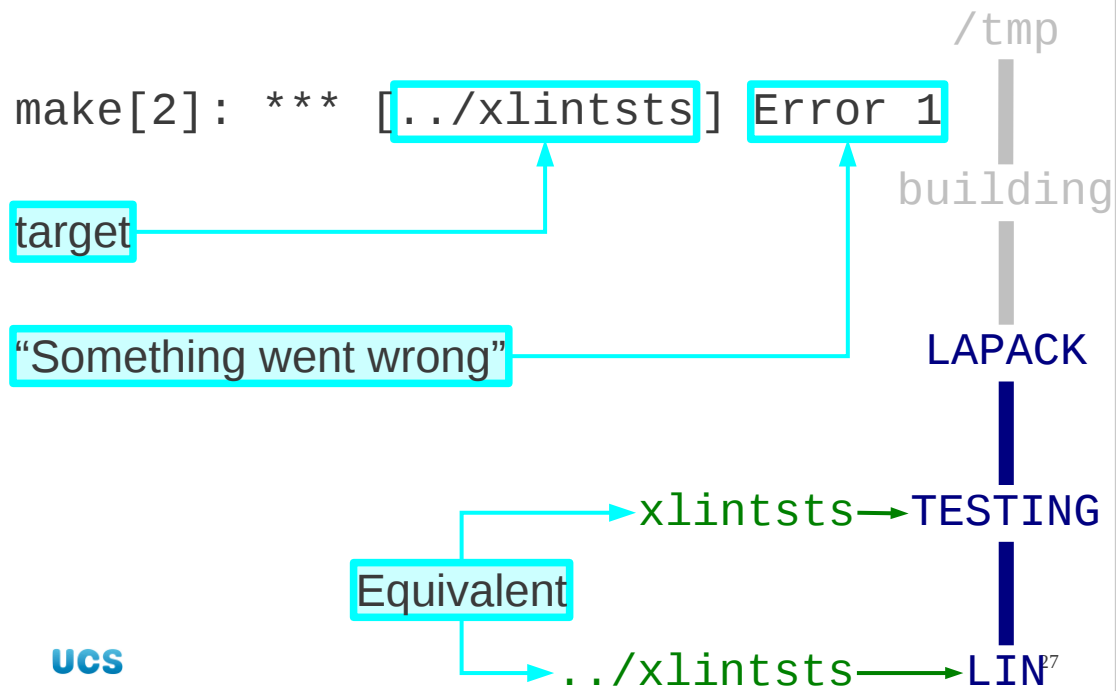 /tmp
make[2]: *** [../xlintsts] Error 1
building
target
“Something went wrong”
LAPACK
xlintsts
TESTING
Equivalent
UCS
../xlintsts
LIN
27